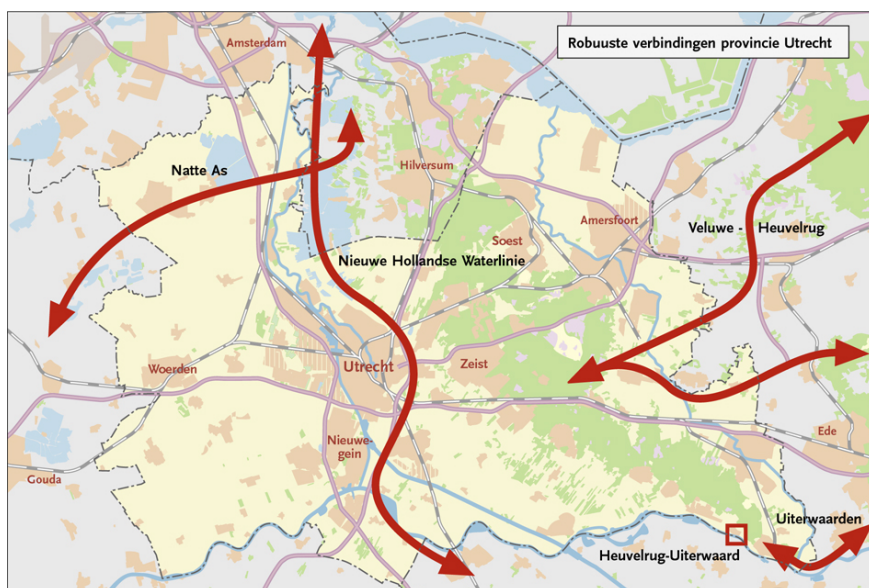 Robuuste verbindingen provincie Utrecht
Amsterdam
Natte As
Hilversum
Amersfoort
Veluwe - Heuvelrug
Soest
Nieuwe Hollandse Waterlinie
Woerden
Utrecht
Zeist
Nieuwe-
gein
Ede
Gouda
Uiterwaarden
Heuvelrug-Uiterwaard